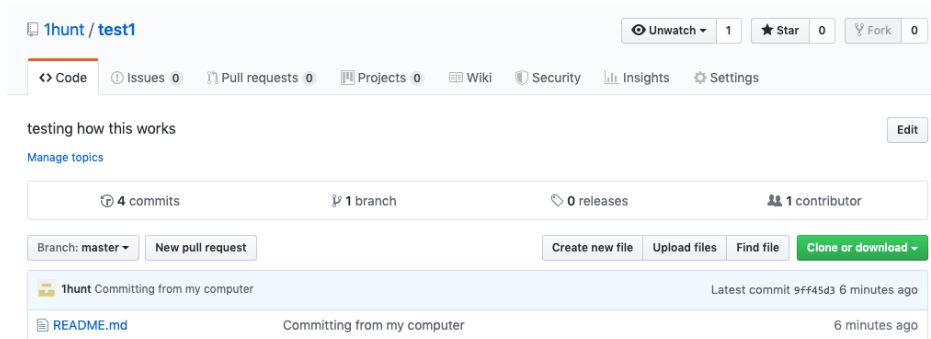 1hunt / test1
Unwatch 1 Star 0 Fork 0
Code Issues 0 Pull requests 0 Projects 0 Wiki Security Insights Settings
testing how this works
Edit
Manage topics
4 commits 1 branch 0 releases 1 contributor
Branch: master New pull request Create new file Upload files Find file Clone or download
1hunt Committing from my computer Latest commit 9ff45d3 6 minutes ago
README.md Committing from my computer 6 minutes ago